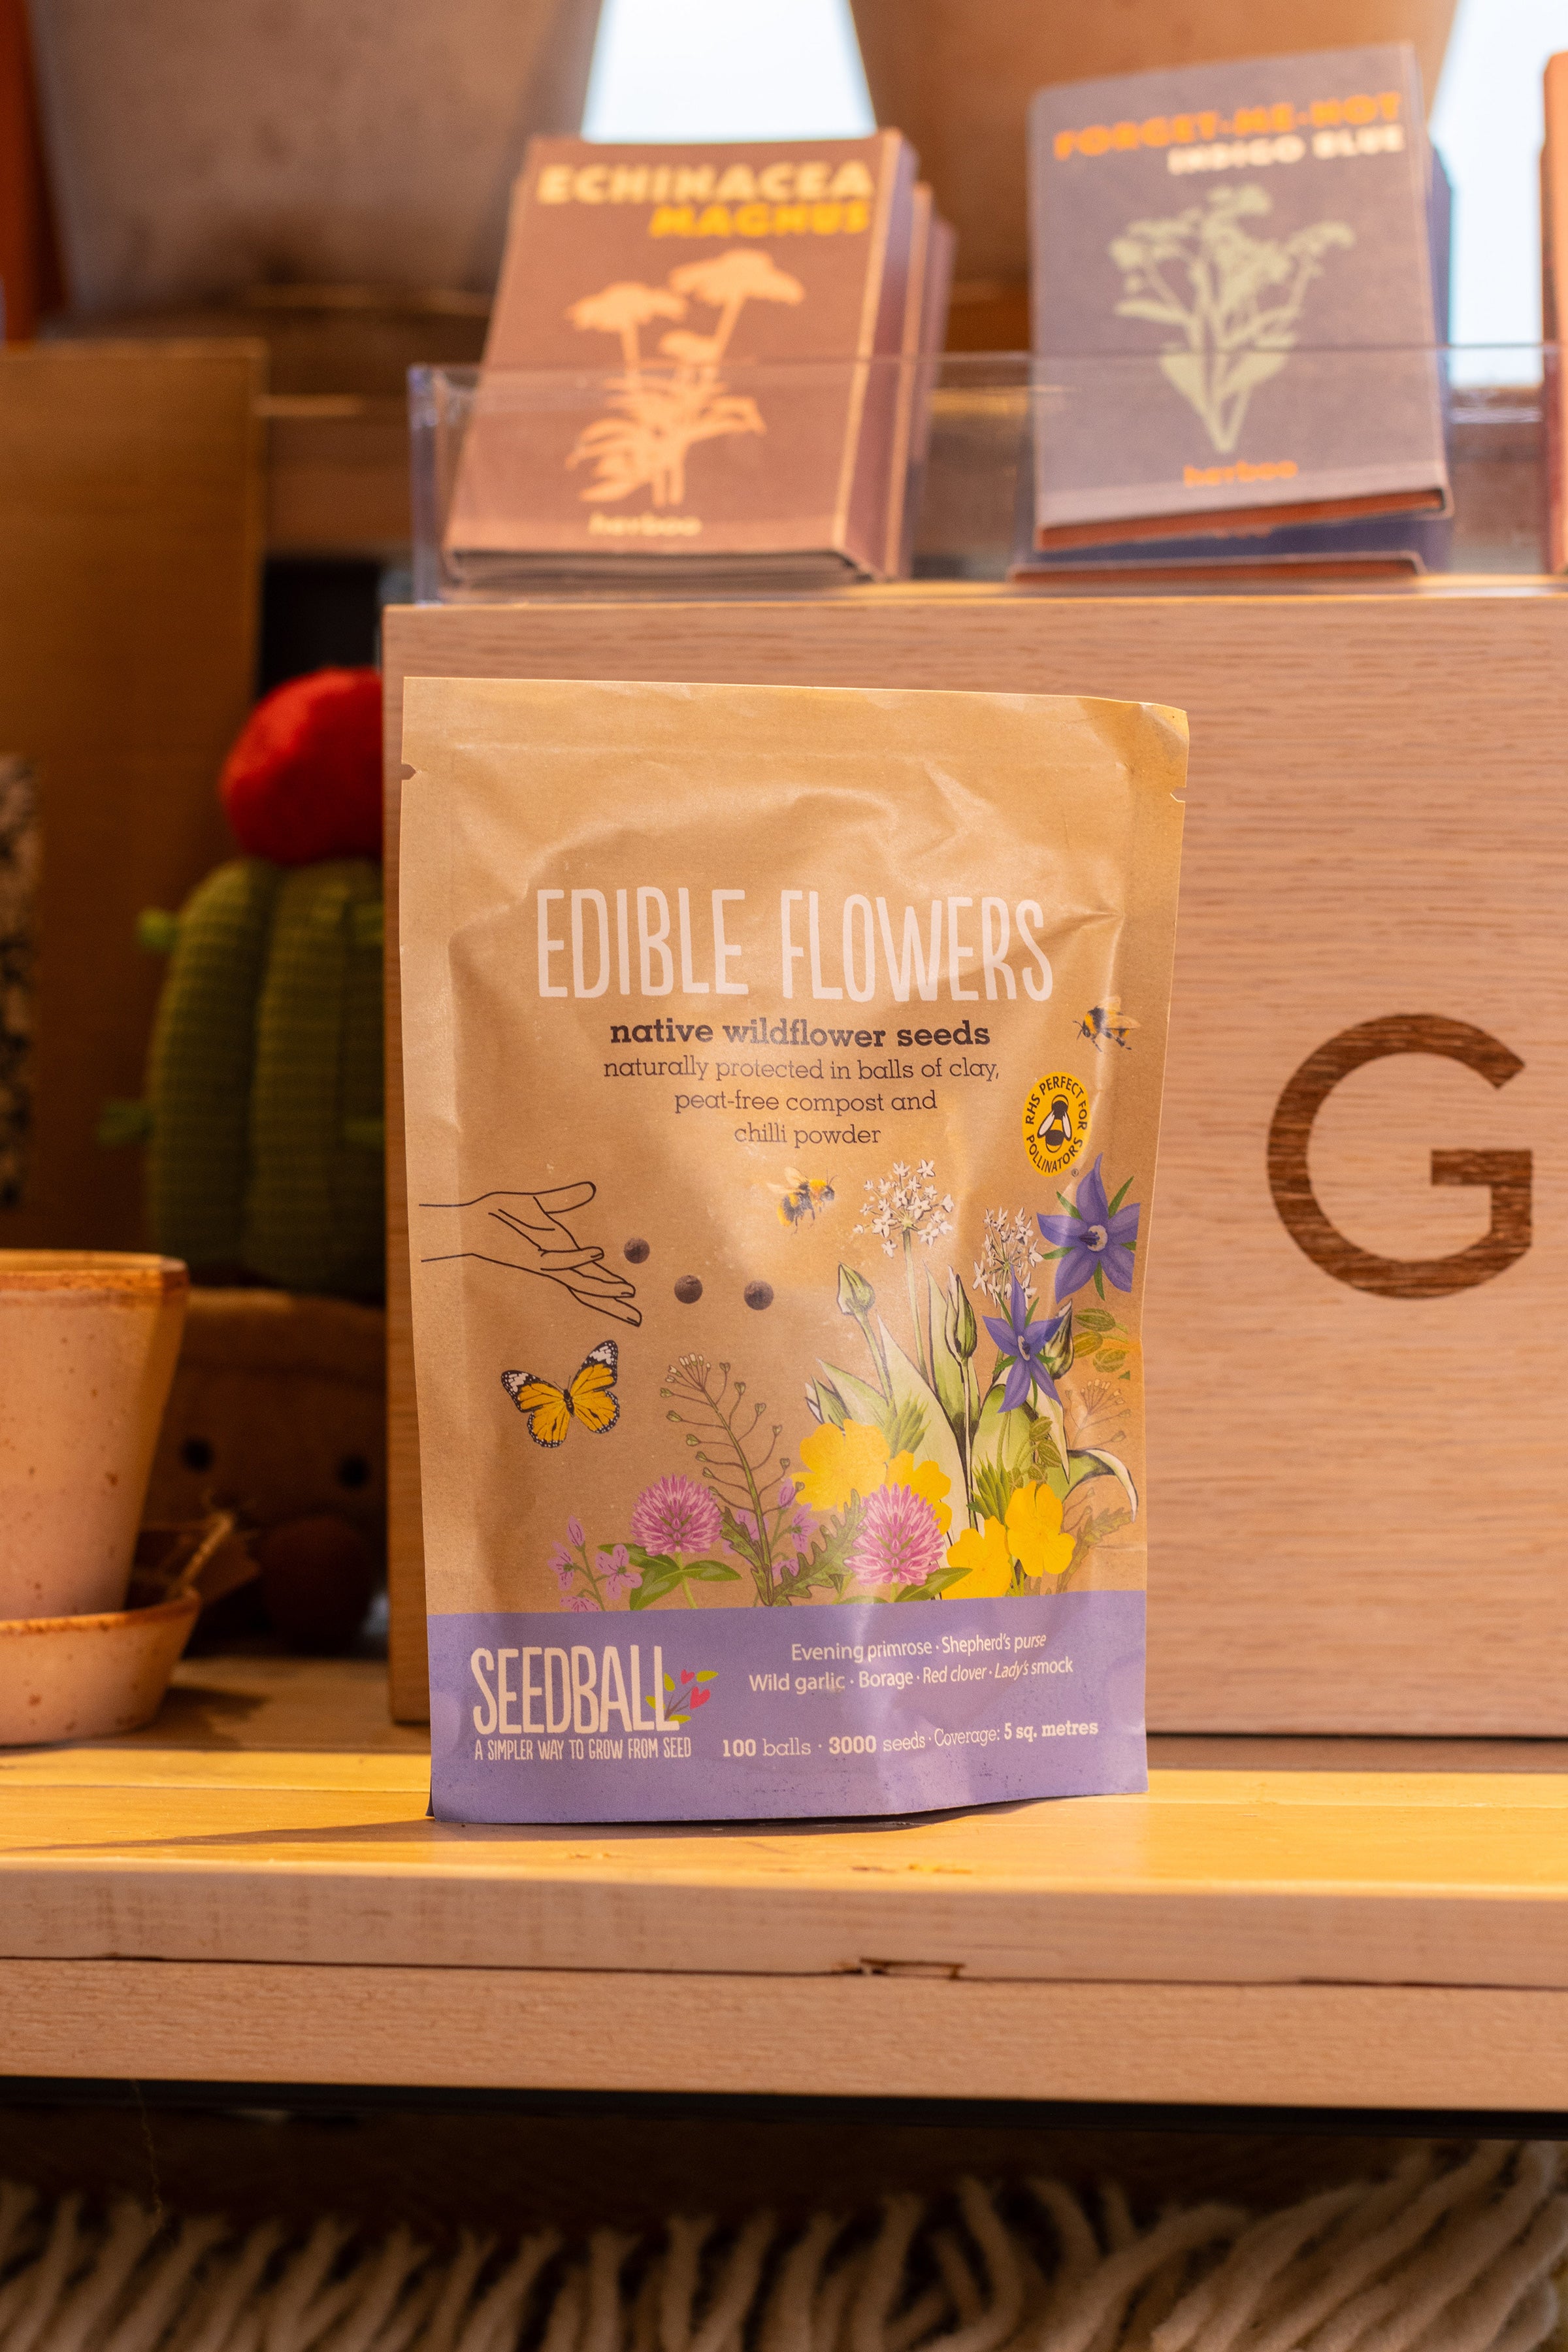 ECHINACEA
MAGNUS
herboo
FORGET-ME-NOT
INDIGO BLUE
herboo
EDIBLE FLOWERS
native wildflower seeds
naturally protected in balls of clay,
peat-free compost and
chilli powder
RHS PERFECT FOR
POLLINATORS
®
G
SEEDBALL
A SIMPLER WAY TO GROW FROM SEED
Evening primrose · Shepherd's purse
Wild garlic · Borage · Red clover · Lady's smock
100 balls · 3000 seeds · Coverage: 5 sq. metres